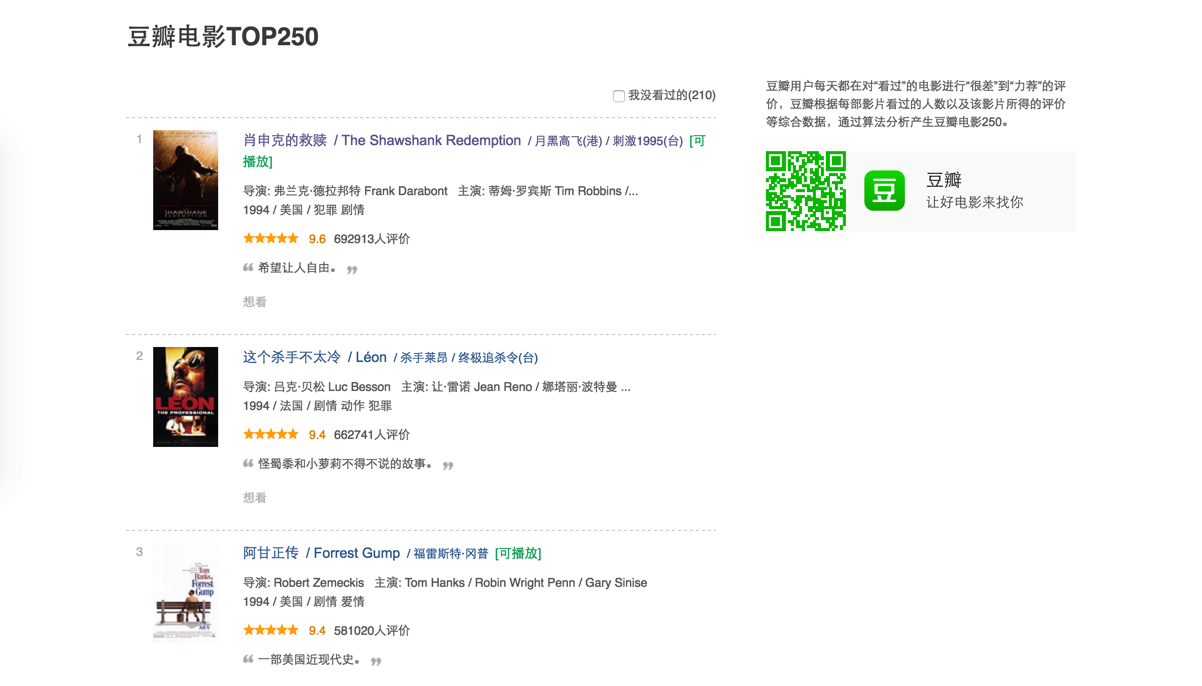 豆瓣电影TOP250
我没看过的(210)
1
肖申克的救赎 / The Shawshank Redemption / 月黑高飞(港) / 刺激1995(台) [可
播放]
导演: 弗兰克·德拉邦特 Frank Darabont 主演: 蒂姆·罗宾斯 Tim Robbins /...
1994 / 美国 / 犯罪 剧情
9.6 692913人评价
“ 希望让人自由。 ”
想看
THE SHAWSHANK
REDEMPTION
2
这个杀手不太冷 / Léon / 杀手莱昂 / 终极追杀令(台)
导演: 吕克·贝松 Luc Besson 主演: 让·雷诺 Jean Reno / 娜塔丽·波特曼 ...
1994 / 法国 / 剧情 动作 犯罪
9.4 662741人评价
“ 怪蜀黍和小萝莉不得不说的故事。 ”
想看
LEON
THE PROFESSIONAL
3
阿甘正传 / Forrest Gump / 福雷斯特·冈普 [可播放]
导演: Robert Zemeckis 主演: Tom Hanks / Robin Wright Penn / Gary Sinise
1994 / 美国 / 剧情 爱情
9.4 581020人评价
“ 一部美国近现代史。 ”
Tom
Hanks
Forrest
Gump
豆瓣用户每天都在对“看过”的电影进行“很差”到“力荐”的评
价，豆瓣根据每部影片看过的人数以及该影片所得的评价
等综合数据，通过算法分析产生豆瓣电影250。
豆
豆瓣
让好电影来找你